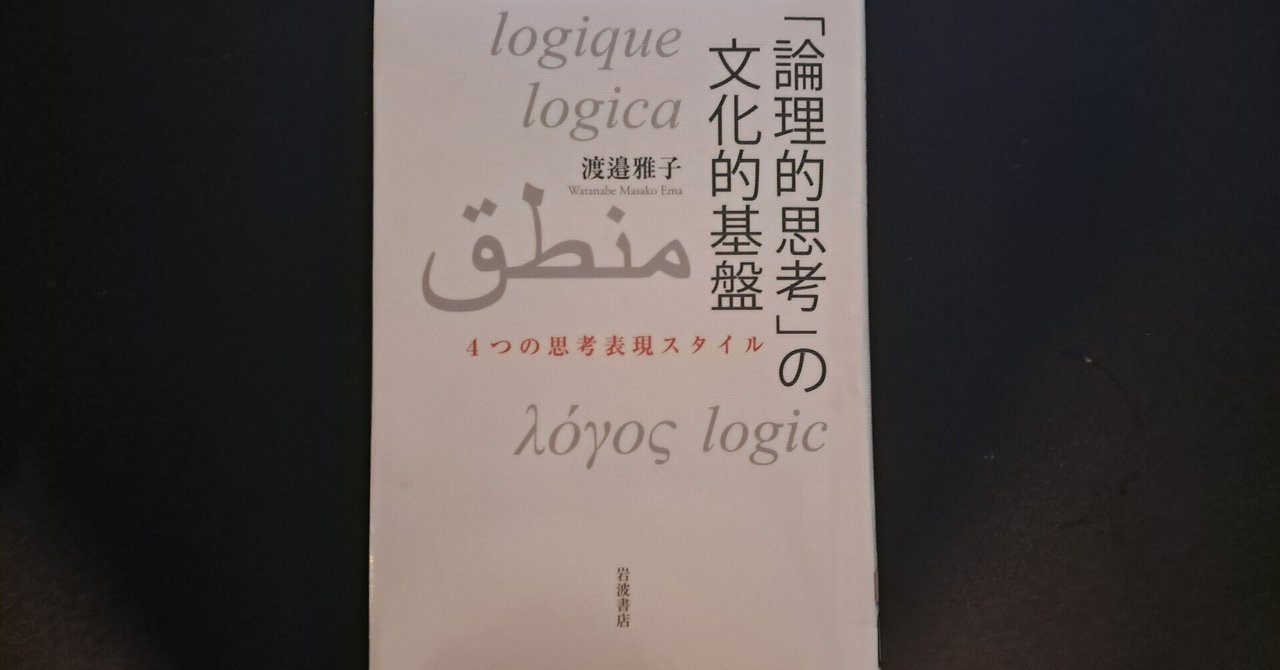 「論理的思考」の
文化的基盤
4つの思考表現スタイル
渡邉雅子
Watanabe Masako Ema
logique
logica
منطق
λόγος logic
岩波書店